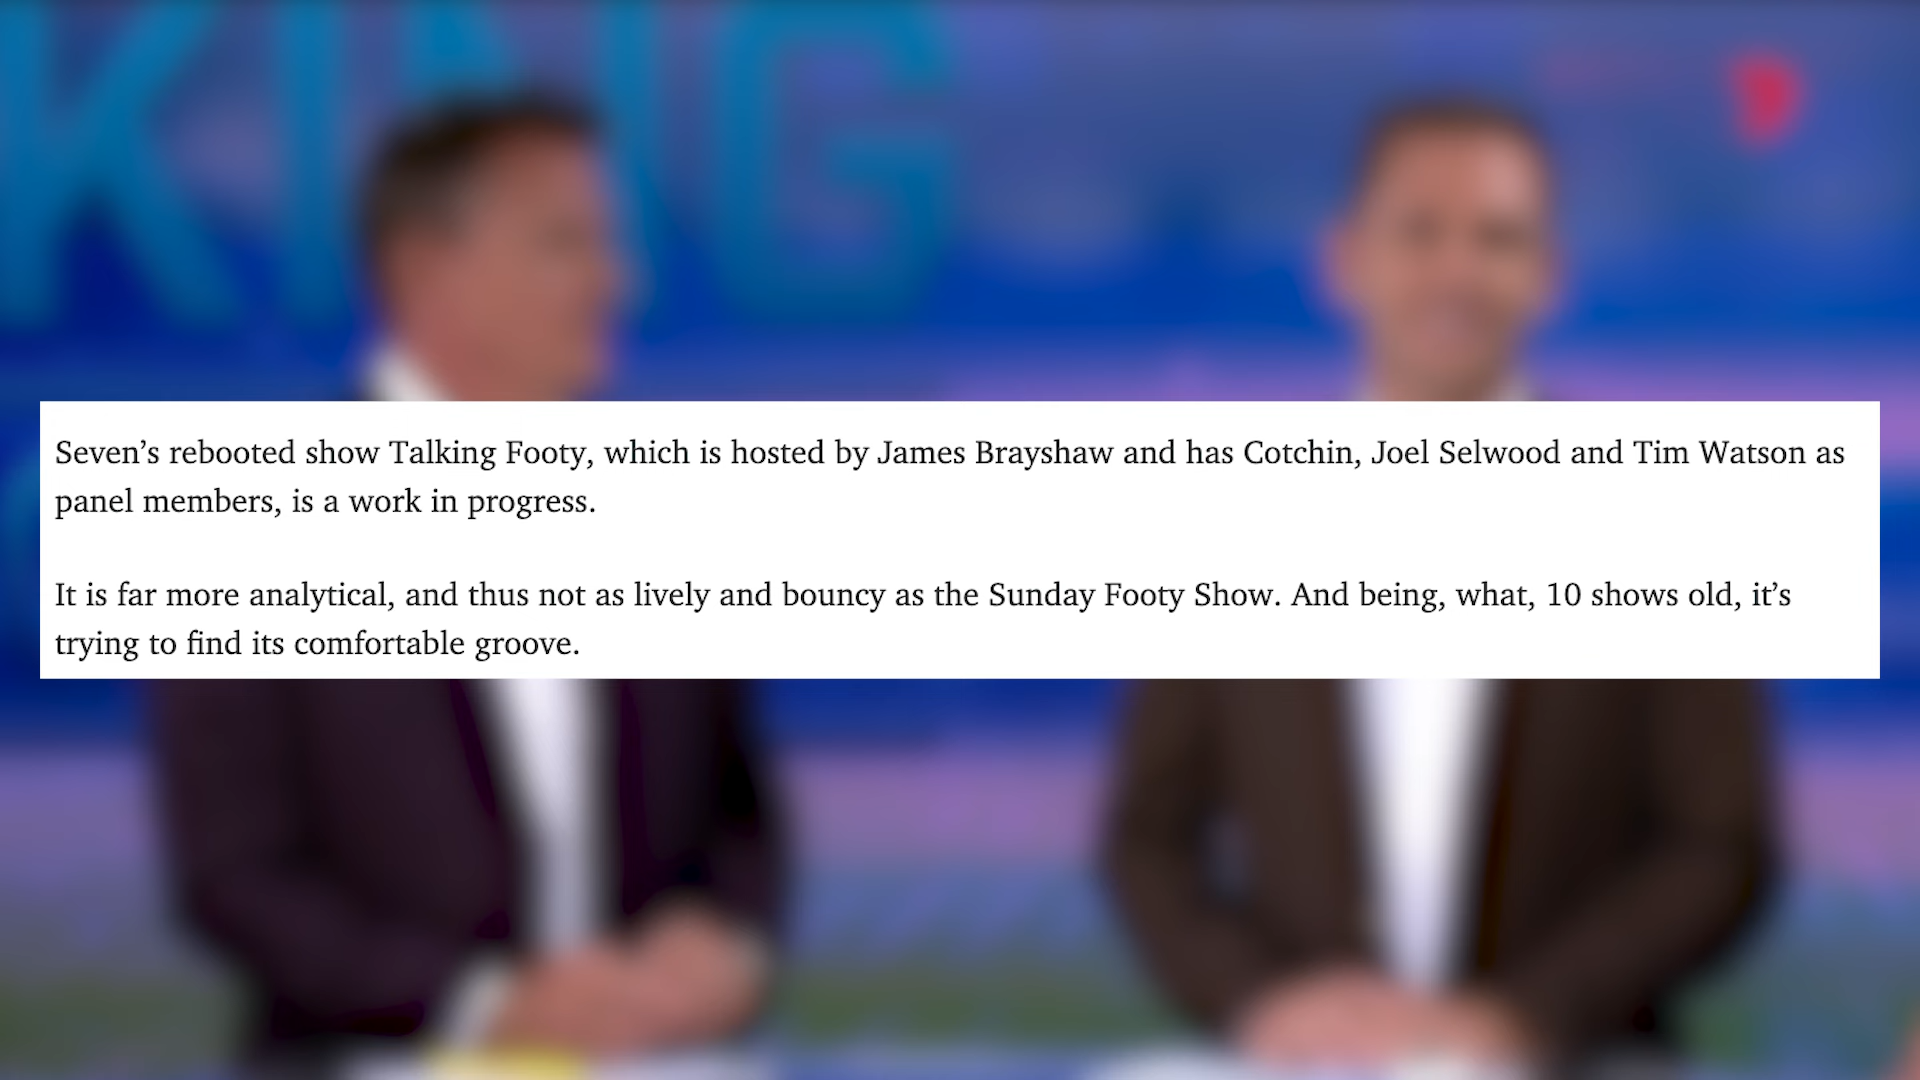 KING
Seven’s rebooted show Talking Footy, which is hosted by James Brayshaw and has Cotchin, Joel Selwood and Tim Watson as
panel members, is a work in progress.
It is far more analytical, and thus not as lively and bouncy as the Sunday Footy Show. And being, what, 10 shows old, it’s
trying to find its comfortable groove.